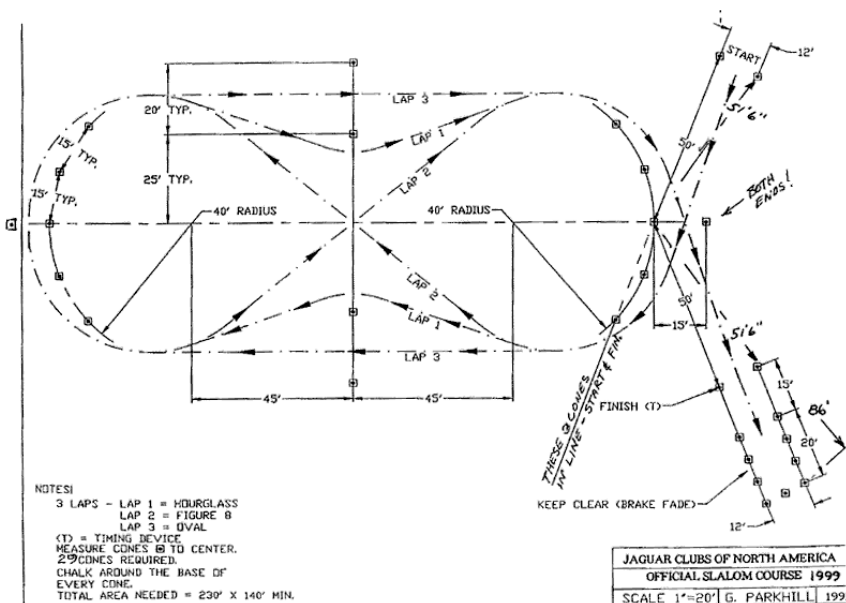 START
12'
LAP 3
51'6"
20' TYP.
LAP 1
50'
15' TYP.
LAP 2
25' TYP.
BOTH
ENDS!
15' TYP.
40' RADIUS
40' RADIUS
LAP 2
50'
LAP 1
15'
51'6"
LAP 3
15'
45'
45'
THESE 3 CONES
IN LINE - START & FIN.
FINISH (T)
86'
20'
KEEP CLEAR (BRAKE FADE)
12'
NOTES:
3 LAPS - LAP 1 = HOURGLASS
LAP 2 = FIGURE 8
LAP 3 = OVAL
(T) = TIMING DEVICE
MEASURE CONES TO CENTER.
29 CONES REQUIRED.
CHALK AROUND THE BASE OF
EVERY CONE.
TOTAL AREA NEEDED = 230' X 140' MIN.
JAGUAR CLUBS OF NORTH AMERICA
OFFICIAL SLALOM COURSE 1999
SCALE 1"=20' G. PARKHILL 199